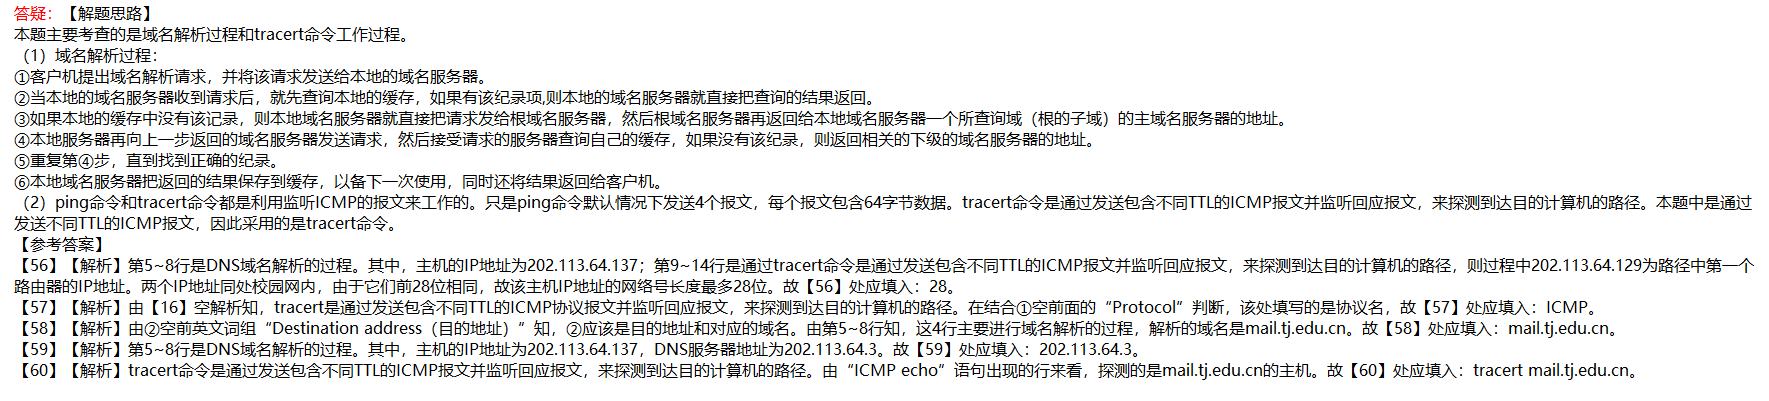 答疑：【解题思路】
本题主要考查的是域名解析过程和tracert命令工作过程。
（1）域名解析过程：
①客户机提出域名解析请求，并将该请求发送给本地的域名服务器。
②当本地的域名服务器收到请求后，就先查询本地的缓存，如果有该纪录项,则本地的域名服务器就直接把查询的结果返回。
③如果本地的缓存中没有该记录，则本地域名服务器就直接把请求发给根域名服务器，然后根域名服务器再返回给本地域名服务器一个所查询域（根的子域）的主域名服务器的地址。
④本地服务器再向上一步返回的域名服务器发送请求，然后接受请求的服务器查询自己的缓存，如果没有该纪录，则返回相关的下级的域名服务器的地址。
⑤重复第④步，直到找到正确的纪录。
⑥本地域名服务器把返回的结果保存到缓存，以备下一次使用，同时还将结果返回给客户机。
（2）ping命令和tracert命令都是利用监听ICMP的报文来工作的。只是ping命令默认情况下发送4个报文，每个报文包含64字节数据。tracert命令是通过发送包含不同TTL的ICMP报文并监听回应报文，来探测到达目的计算机的路径。本题中是通过
发送不同TTL的ICMP报文，因此采用的是tracert命令。
【参考答案】
【56】【解析】第5~8行是DNS域名解析的过程。其中，主机的IP地址为202.113.64.137；第9~14行是通过tracert命令是通过发送包含不同TTL的ICMP报文并监听回应报文，来探测到达目的计算机的路径，则过程中202.113.64.129为路径中第一个
路由器的IP地址。两个IP地址同处校园网内，由于它们前28位相同，故该主机IP地址的网络号长度最多28位。故【56】处应填入：28。
【57】【解析】由【16】空解析知，tracert是通过发送包含不同TTL的ICMP协议报文并监听回应报文，来探测到达目的计算机的路径。在结合①空前面的“Protocol”判断，该处填写的是协议名，故【57】处应填入：ICMP。
【58】【解析】由②空前英文词组“Destination address（目的地址）”知，②应该是目的地址和对应的域名。由第5~8行知，这4行主要进行域名解析的过程，解析的域名是mail.tj.edu.cn。故【58】处应填入：mail.tj.edu.cn。
【59】【解析】第5~8行是DNS域名解析的过程。其中，主机的IP地址为202.113.64.137，DNS服务器地址为202.113.64.3。故【59】处应填入：202.113.64.3。
【60】【解析】tracert命令是通过发送包含不同TTL的ICMP报文并监听回应报文，来探测到达目的计算机的路径。由“ICMP echo”语句出现的行来看，探测的是mail.tj.edu.cn的主机。故【60】处应填入：tracert mail.tj.edu.cn。